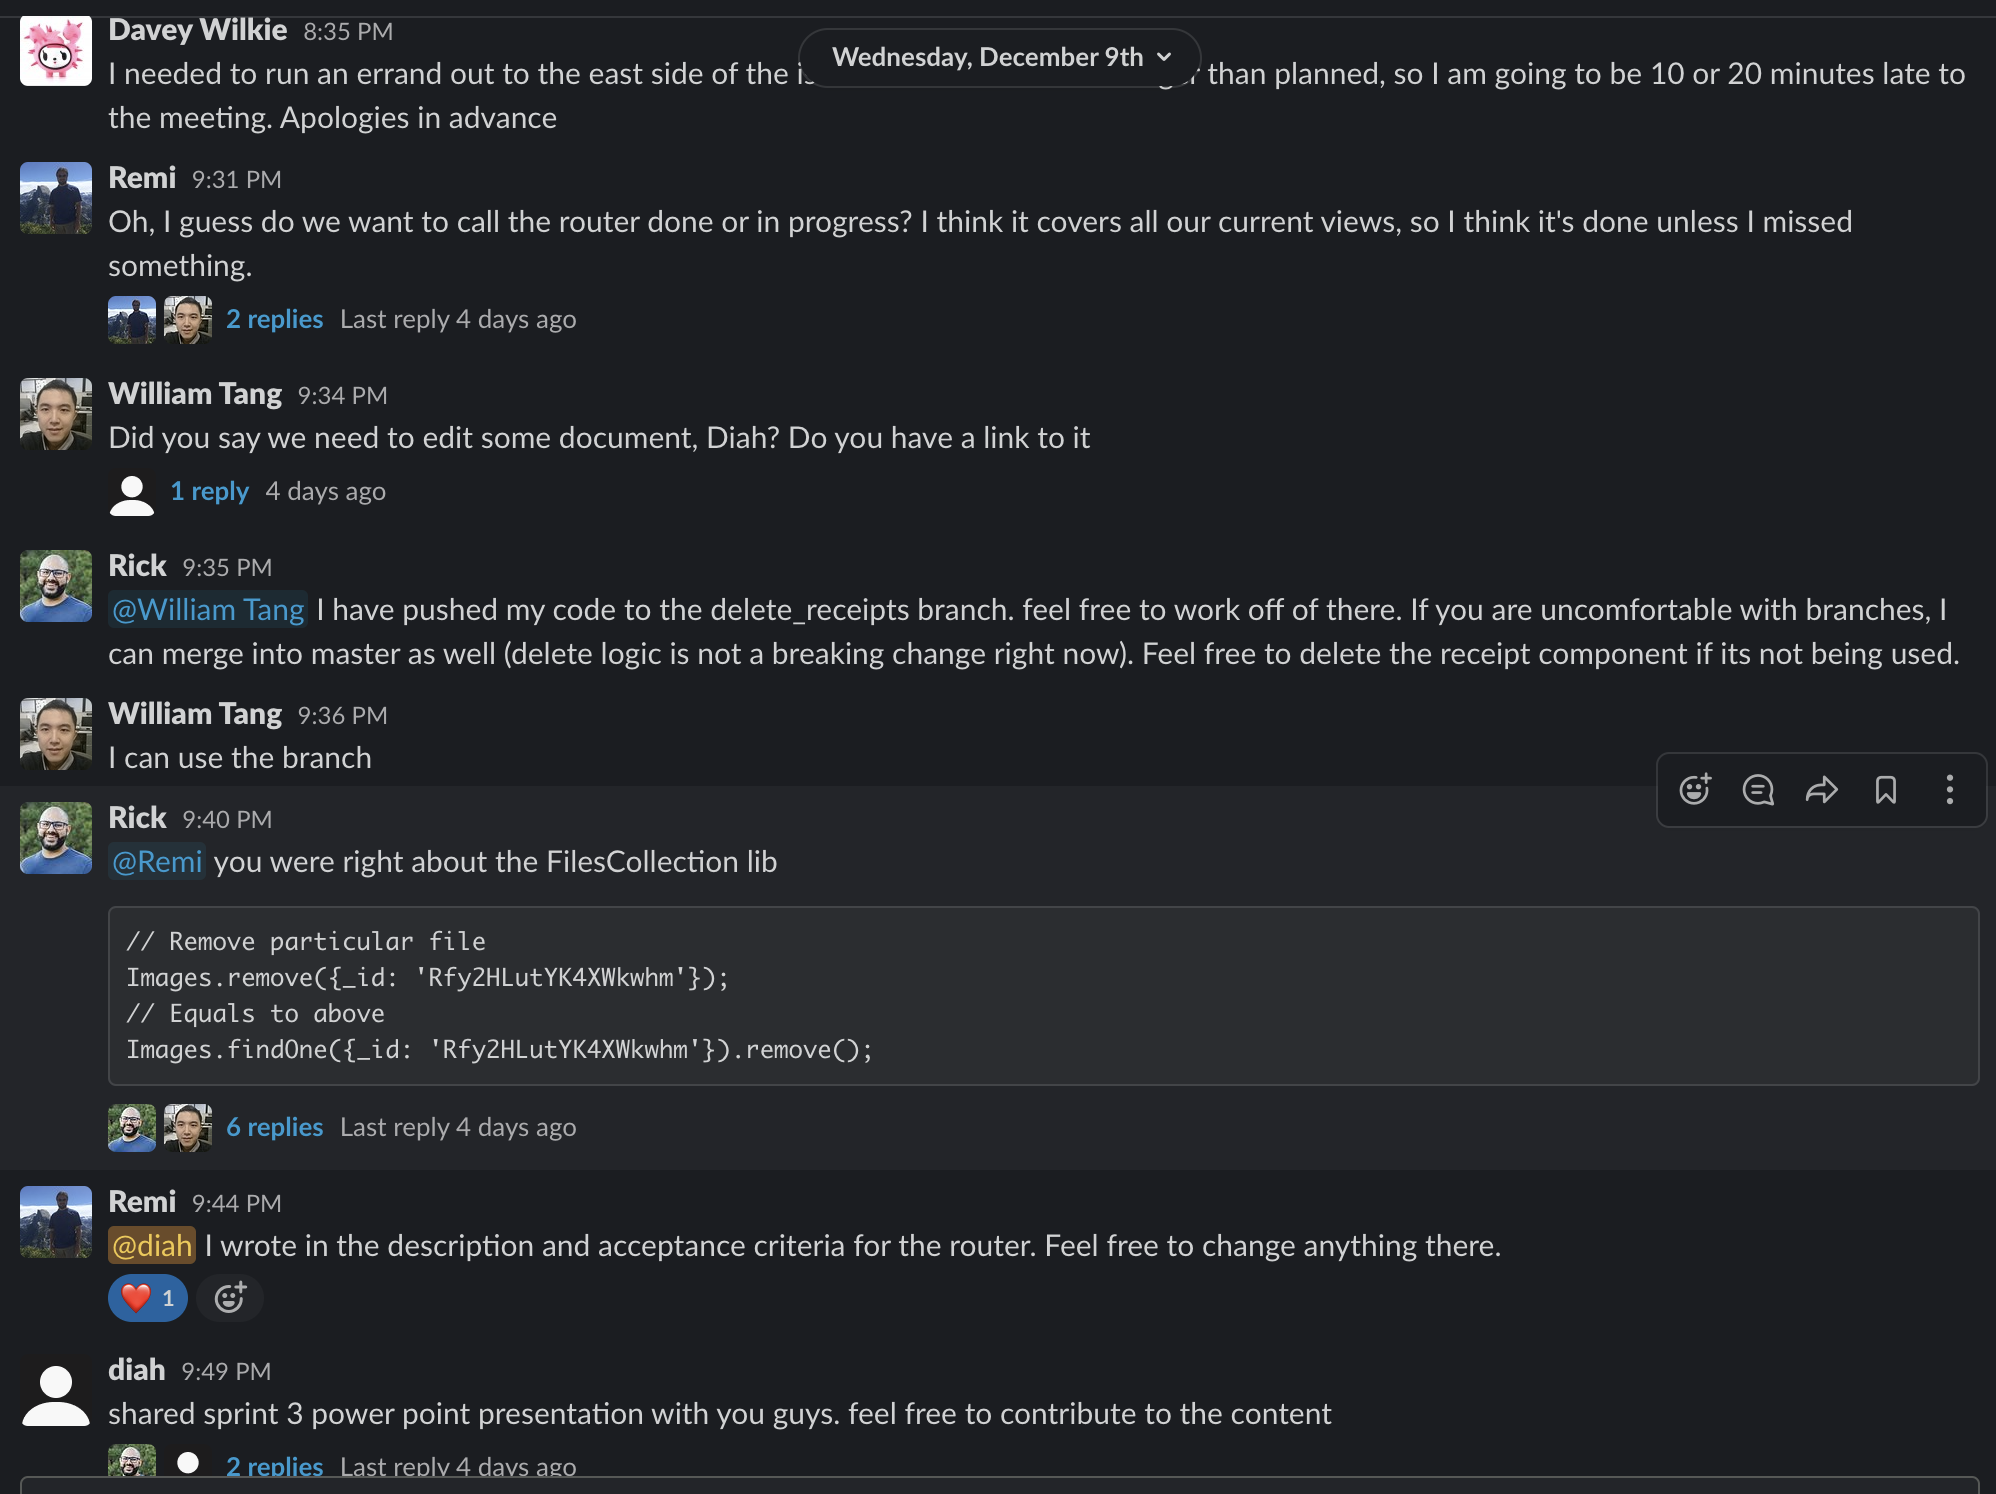 Davey Wilkie 8:35 PM
Wednesday, December 9th
I needed to run an errand out to the east side of the than planned, so I am going to be 10 or 20 minutes late to
the meeting. Apologies in advance
Remi 9:31 PM
Oh, I guess do we want to call the router done or in progress? I think it covers all our current views, so I think it's done unless I missed
something.
2 replies Last reply 4 days ago
William Tang 9:34 PM
Did you say we need to edit some document, Diah? Do you have a link to it
1 reply 4 days ago
Rick 9:35 PM
@William Tang I have pushed my code to the delete_receipts branch. feel free to work off of there. If you are uncomfortable with branches, I
can merge into master as well (delete logic is not a breaking change right now). Feel free to delete the receipt component if its not being used.
William Tang 9:36 PM
I can use the branch
Rick 9:40 PM
@Remi you were right about the FilesCollection lib
// Remove particular file
Images.remove({_id: 'Rfy2HLutYK4XWkwhm'});
// Equals to above
Images.findOne({_id: 'Rfy2HLutYK4XWkwhm'}).remove();
6 replies Last reply 4 days ago
Remi 9:44 PM
@diah I wrote in the description and acceptance criteria for the router. Feel free to change anything there.
1
diah 9:49 PM
shared sprint 3 power point presentation with you guys. feel free to contribute to the content
2 replies Last reply 4 days ago